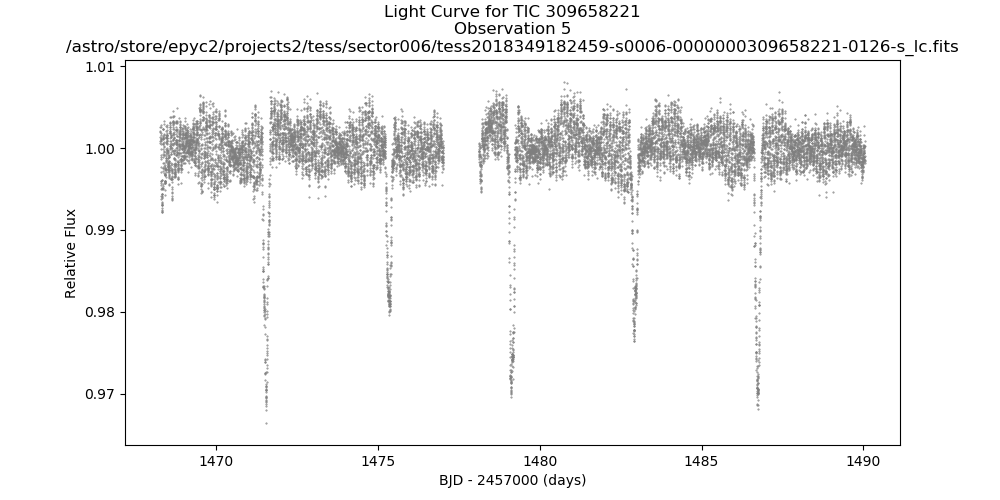 Light Curve for TIC 309658221
Observation 5
/astro/store/epyc2/projects2/tess/sector006/tess2018349182459-s0006-0000000309658221-0126-s_lc.fits
1.01
1.00
0.99
0.98
0.97
Relative Flux
1470
1475
1480
1485
1490
BJD - 2457000 (days)